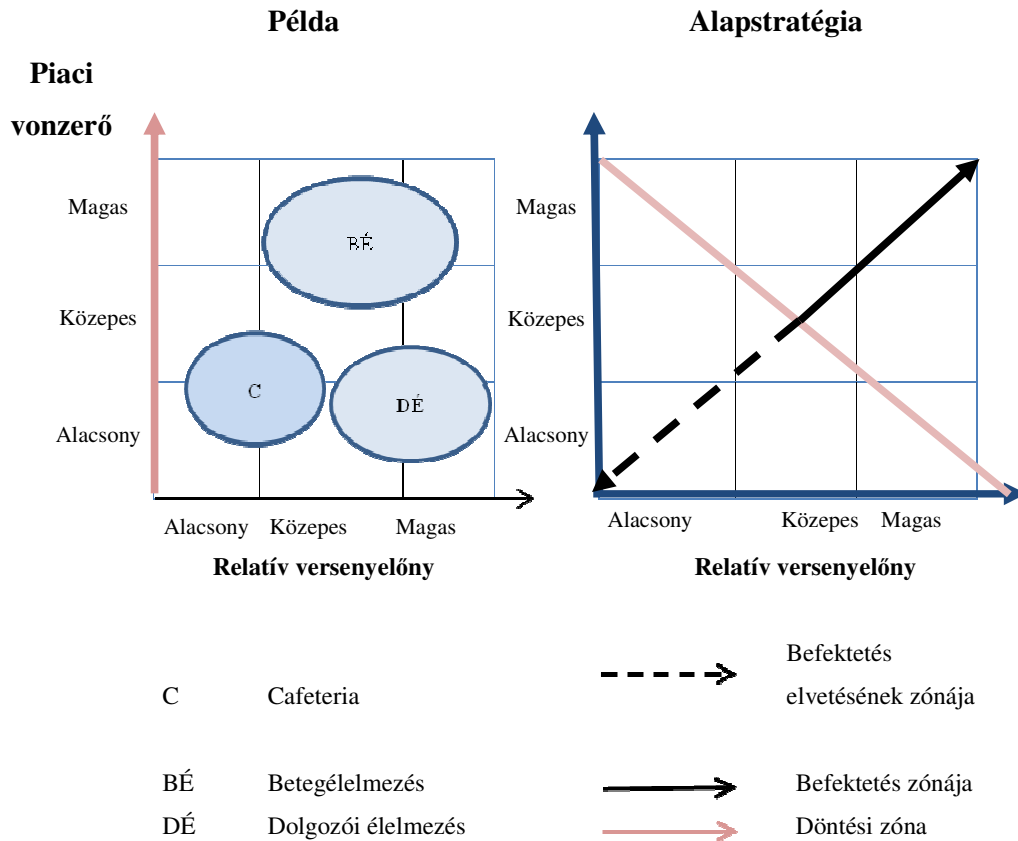 Példa
Alapstratégia
Piaci
vonzerő
Magas
Közepes
Alacsony
BÉ
C
DÉ
Alacsony Közepes Magas
Relatív versenyelőny
Magas
Közepes
Alacsony
Alacsony Közepes Magas
Relatív versenyelőny
C Cafeteria
BÉ Betegélelmezés
DÉ Dolgozói élelmezés
Befektetés
elvetésének zónája
Befektetés zónája
Döntési zóna